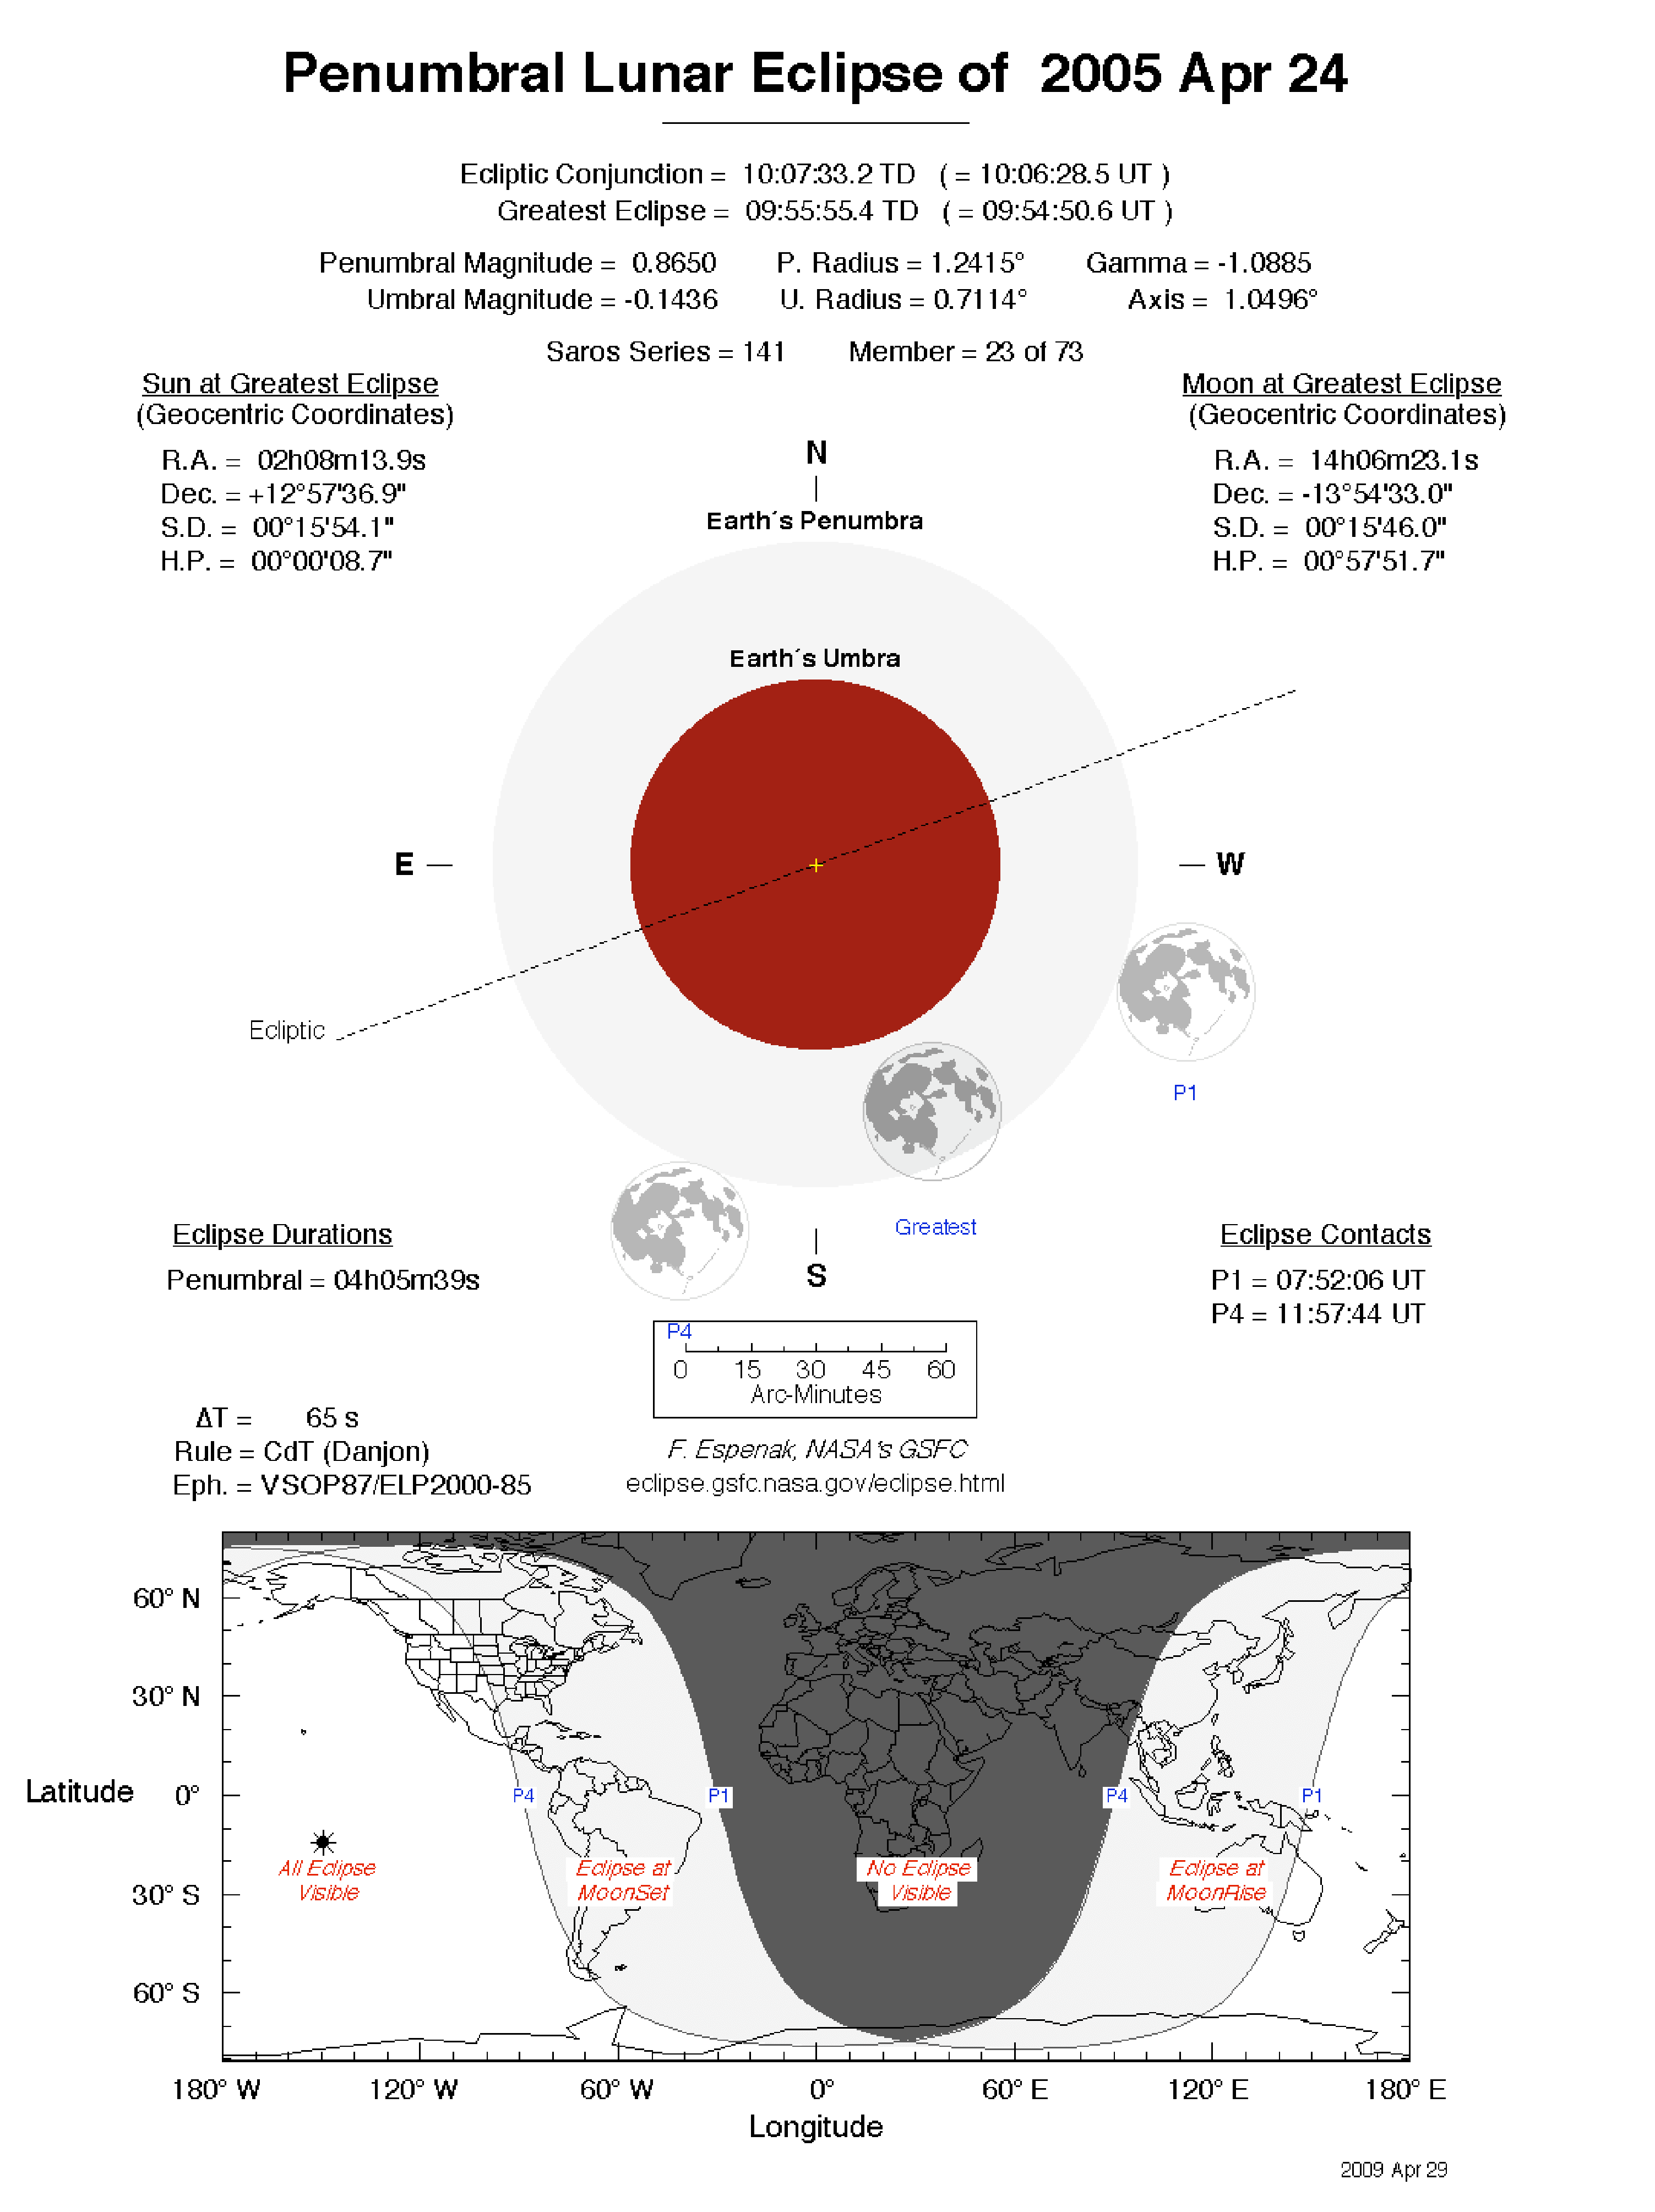 Penumbral Lunar Eclipse of 2005 Apr 24
Ecliptic Conjunction = 10:07:33.2 TD ( = 10:06:28.5 UT )
Greatest Eclipse = 09:55:55.4 TD ( = 09:54:50.6 UT )
Penumbral Magnitude = 0.8650 P. Radius = 1.2415° Gamma = -1.0885
Umbral Magnitude = -0.1436 U. Radius = 0.7114° Axis = 1.0496°
Saros Series = 141 Member = 23 of 73
Sun at Greatest Eclipse
(Geocentric Coordinates)
R.A. = 02h08m13.9s
Dec. = +12°57'36.9"
S.D. = 00°15'54.1"
H.P. = 00°00'08.7"
Moon at Greatest Eclipse
(Geocentric Coordinates)
R.A. = 14h06m23.1s
Dec. = -13°54'33.0"
S.D. = 00°15'46.0"
H.P. = 00°57'51.7"
N
Earth´s Penumbra
Earth´s Umbra
E
W
Ecliptic
P1
Greatest
S
P4
Eclipse Durations
Penumbral = 04h05m39s
Eclipse Contacts
P1 = 07:52:06 UT
P4 = 11:57:44 UT
0 15 30 45 60
Arc-Minutes
ΔT = 65 s
Rule = CdT (Danjon)
Eph. = VSOP87/ELP2000-85
F. Espenak, NASA's GSFC
eclipse.gsfc.nasa.gov/eclipse.html
60° N
30° N
Latitude 0°
30° S
60° S
P4 P1 P4 P1
All Eclipse
Visible
Eclipse at
MoonSet
No Eclipse
Visible
Eclipse at
MoonRise
180° W 120° W 60° W 0° 60° E 120° E 180° E
Longitude
2009 Apr 29